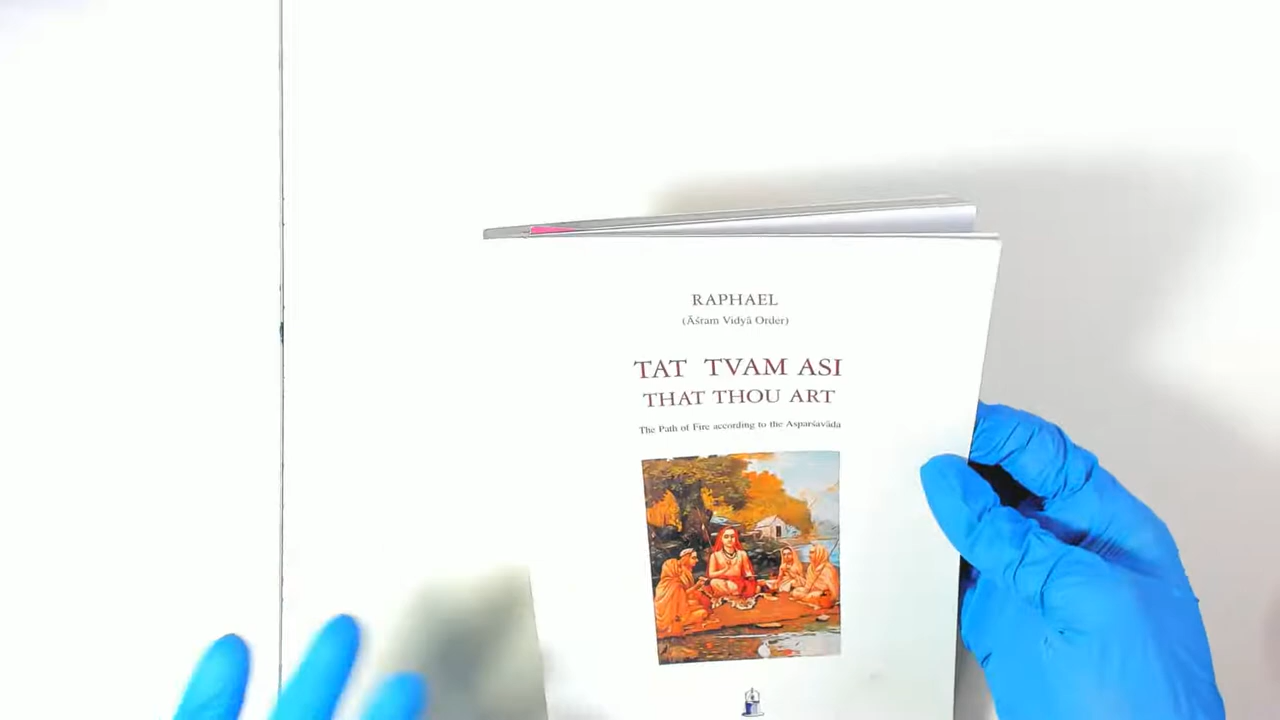 RAPHAEL
(Āśram Vidyā Order)
TAT TVAM ASI
THAT THOU ART
The Path of Fire according to the Asparśavāda